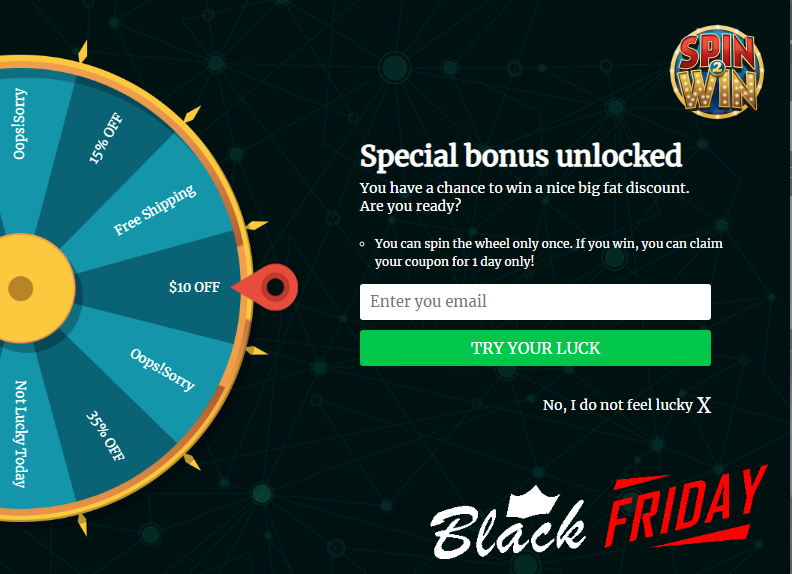 SPIN
2
WIN
Oops!Sorry
15% OFF
Free Shipping
$10 OFF
Oops!Sorry
35% OFF
Not Lucky Today
Special bonus unlocked
You have a chance to win a nice big fat discount.
Are you ready?
You can spin the wheel only once. If you win, you can claim
your coupon for 1 day only!
Enter you email
TRY YOUR LUCK
No, I do not feel lucky X
Black FRIDAY